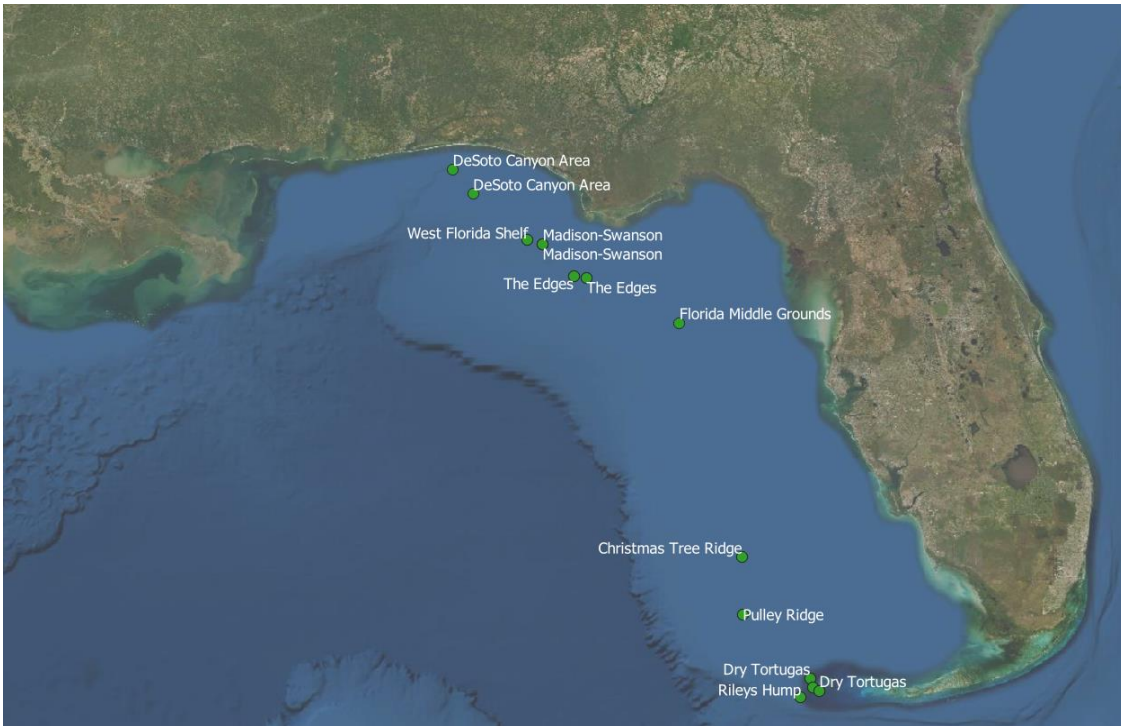 DeSoto Canyon Area
DeSoto Canyon Area
West Florida Shelf
Madison-Swanson
Madison-Swanson
The Edges
The Edges
Florida Middle Grounds
Christmas Tree Ridge
Pulley Ridge
Dry Tortugas
Dry Tortugas
Rileys Hump